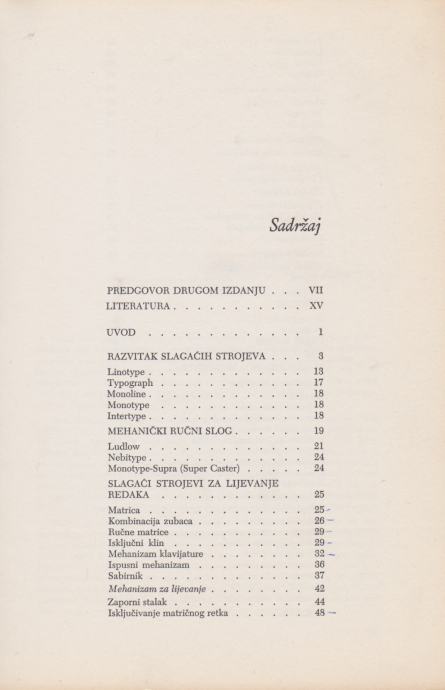 Sadržaj
PREDGOVOR DRUGOM IZDANJU . . . VII
LITERATURA . . . . . . . . . . . XV
UVOD . . . . . . . . . . . . . 1
RAZVITAK SLAGAĆIH STROJEVA . . . 3
Linotype . . . . . . . . . . . . . 13
Typograph . . . . . . . . . . . . 17
Monoline . . . . . . . . . . . . . 18
Monotype . . . . . . . . . . . . 18
Intertype . . . . . . . . . . . . . 18
MEHANIČKI RUČNI SLOG . . . . . . 19
Ludlow . . . . . . . . . . . . . 21
Nebitype . . . . . . . . . . . . . 24
Monotype-Supra (Super Caster) . . . . . 24
SLAGAĆI STROJEVI ZA LIJEVANJE
REDAKA . . . . . . . . . . . . 25
Matrica . . . . . . . . . . . . . 25
Kombinacija zubaca . . . . . . . . . 26
Ručne matrice . . . . . . . . . . . 29
Isključni klin . . . . . . . . . . . 29
Mehanizam klavijature . . . . . . . . 32
Ispusni mehanizam . . . . . . . . . 36
Sabirnik . . . . . . . . . . . . . 37
Mehanizam za lijevanje . . . . . . . . 42
Zaporni stalak . . . . . . . . . . . 44
Isključivanje matričnog retka . . . . . . 48